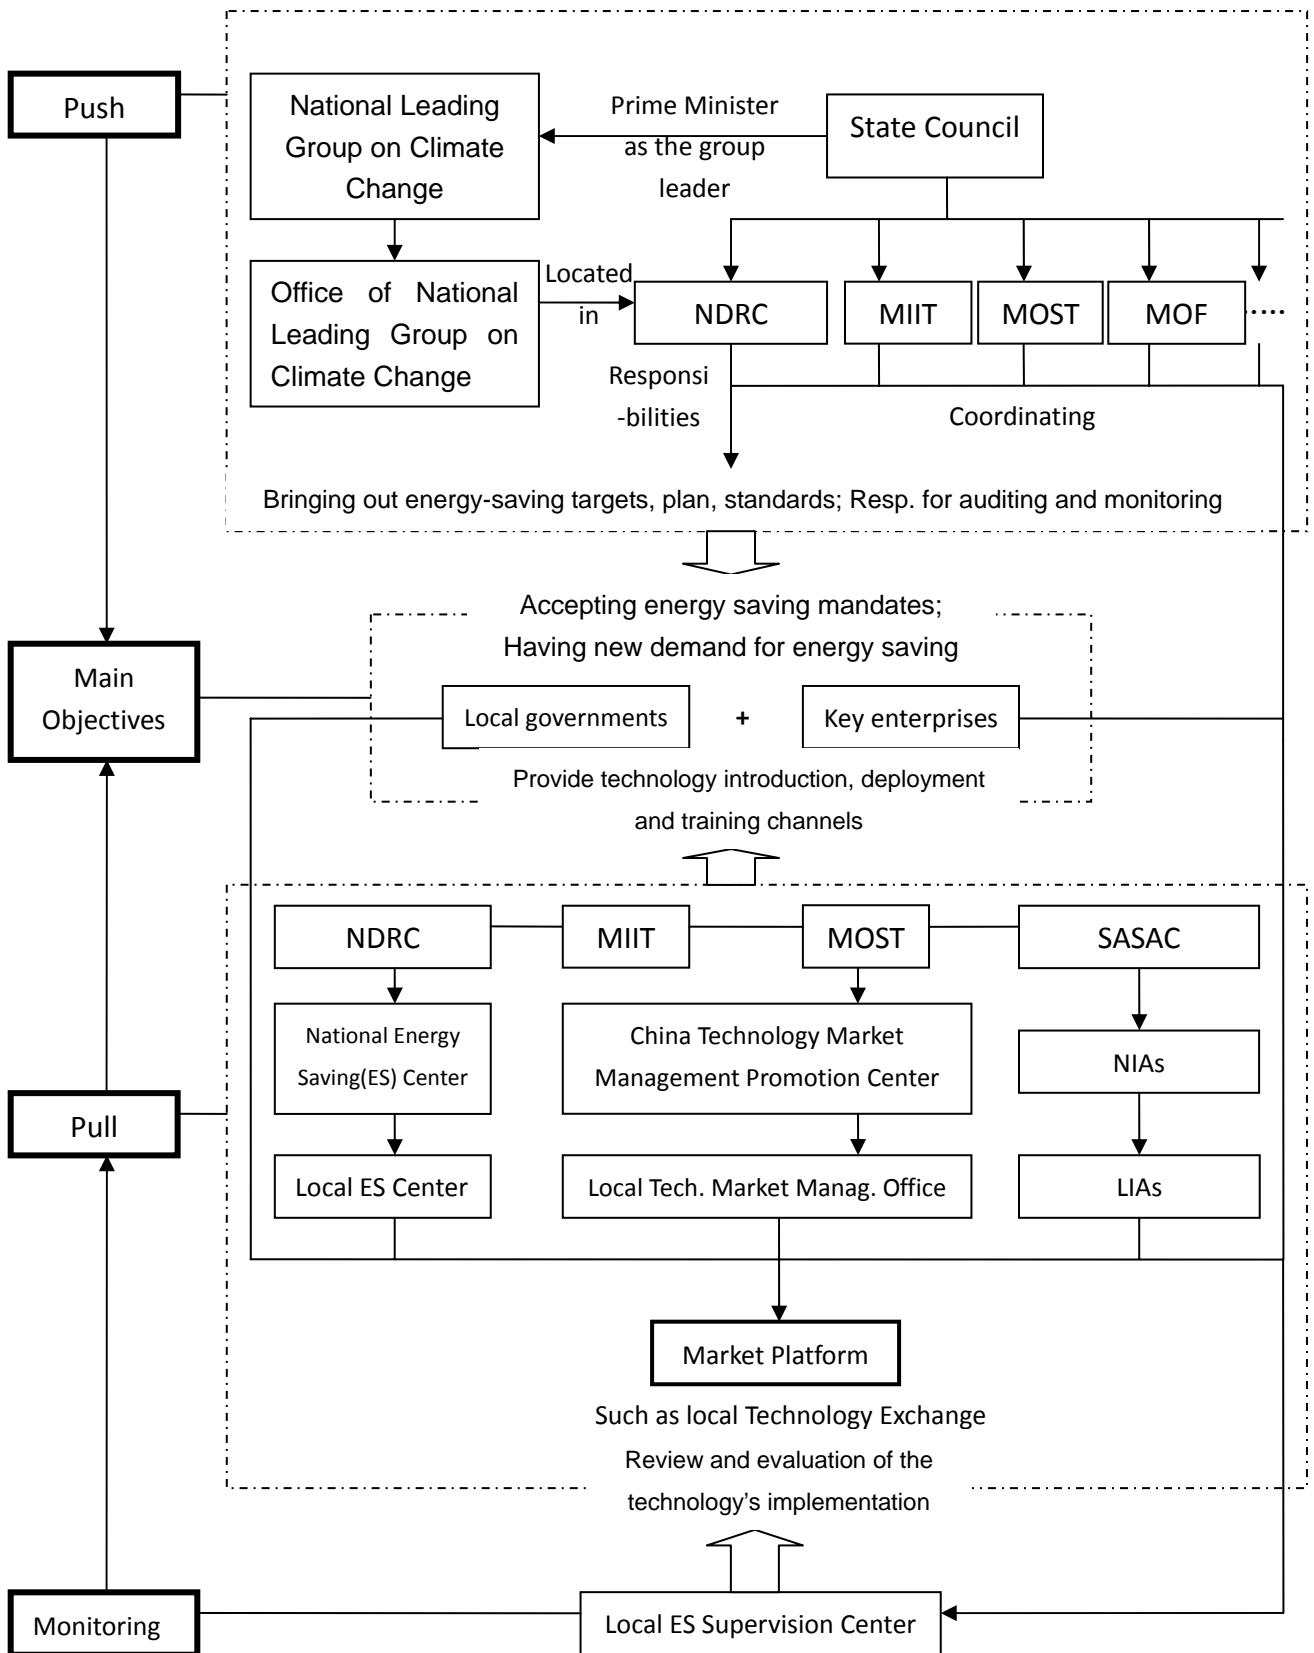 Push
National Leading
Group on Climate
Change
Prime Minister
as the group
leader
State Council
Office of National
Leading Group on
Climate Change
Located
in
NDRC
MIIT
MOST
MOF
.....
Responsi
-bilities
Coordinating
Bringing out energy-saving targets, plan, standards; Resp. for auditing and monitoring
Accepting energy saving mandates;
Having new demand for energy saving
Main
Objectives
Local governments
+
Key enterprises
Provide technology introduction, deployment
and training channels
NDRC
MIIT
MOST
SASAC
National Energy
Saving(ES) Center
China Technology Market
Management Promotion Center
NIAs
Pull
Local ES Center
Local Tech. Market Manag. Office
LIAs
Market Platform
Such as local Technology Exchange
Review and evaluation of the
technology’s implementation
Monitoring
Local ES Supervision Center